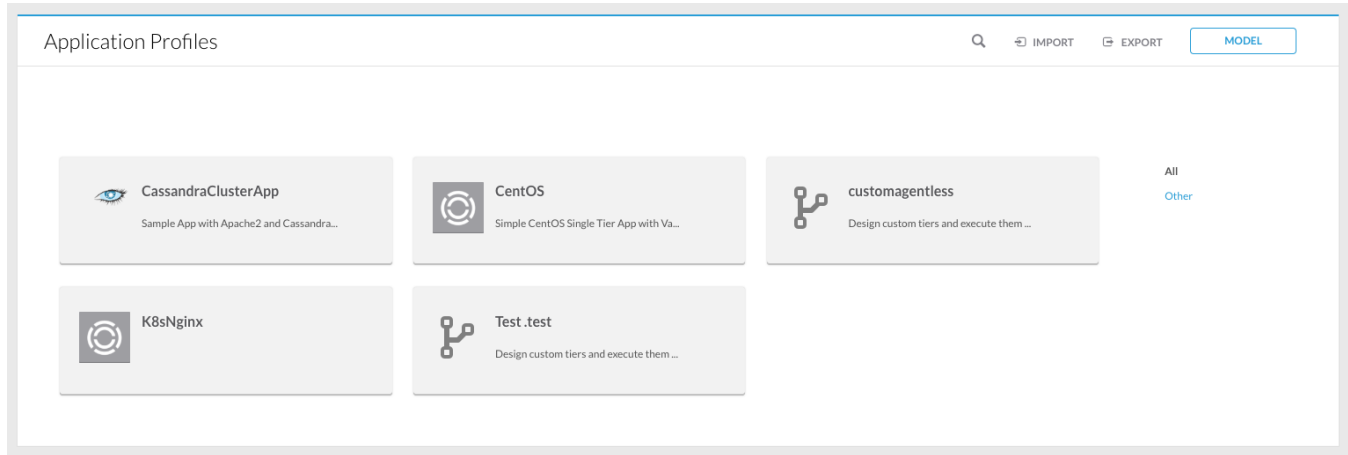 Application Profiles
IMPORT
EXPORT
MODEL
CassandraClusterApp
Sample App with Apache2 and Cassandra...
CentOS
Simple CentOS Single Tier App with Va...
customagentless
Design custom tiers and execute them ...
All
Other
K8sNginx
Test .test
Design custom tiers and execute them ...